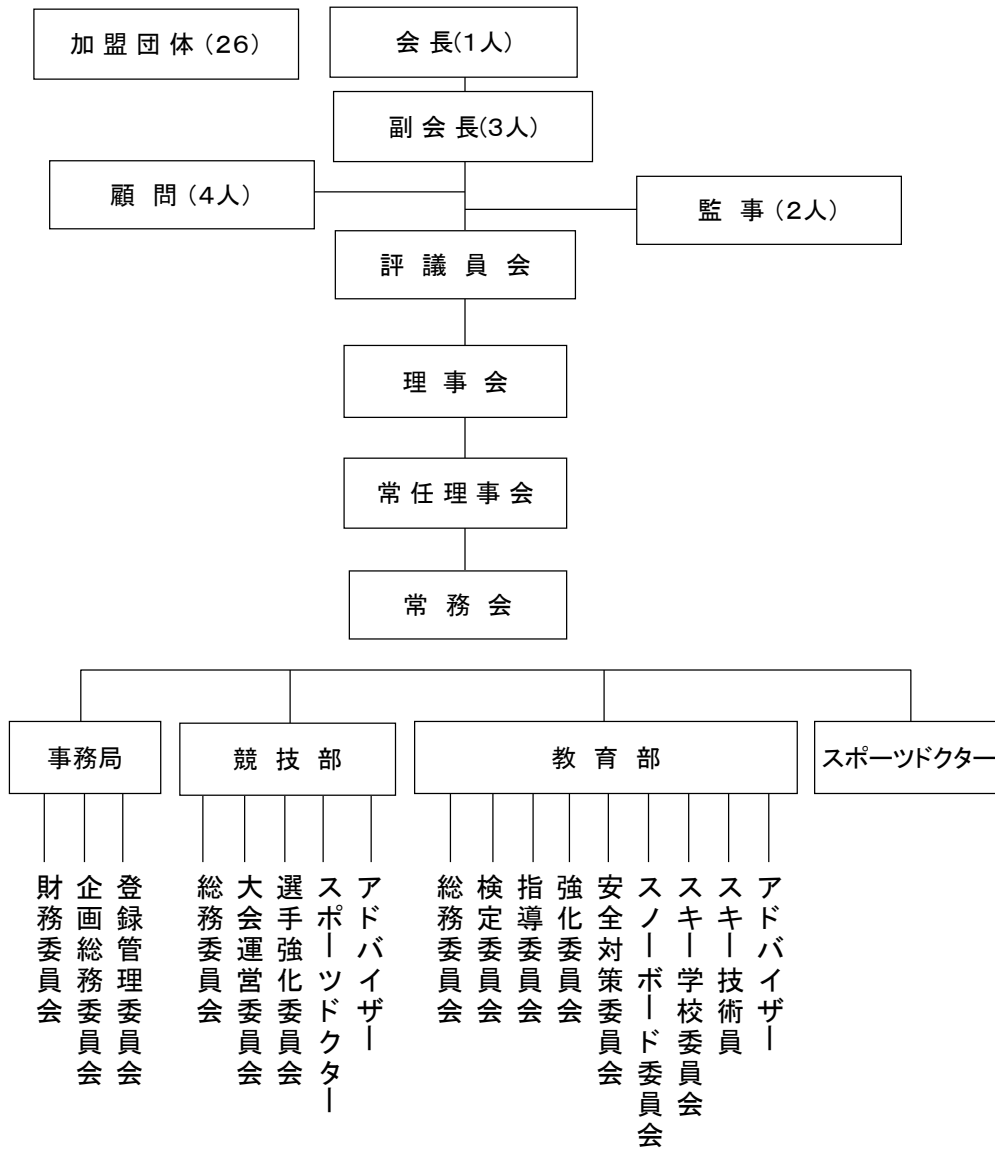 加盟団体(26)
会長(1人)
副会長(3人)
顧問(4人)
監事(2人)
評議員会
理事会
常任理事会
常務会
事務局
競技部
教育部
スポーツドクター
財務委員会
企画総務委員会
登録管理委員会
総務委員会
大会運営委員会
選手強化委員会
スポーツドクター
アドバイザー
総務委員会
検定委員会
指導委員会
強化委員会
安全対策委員会
スノーボード委員会
スキー学校委員会
スキー技術員
アドバイザー